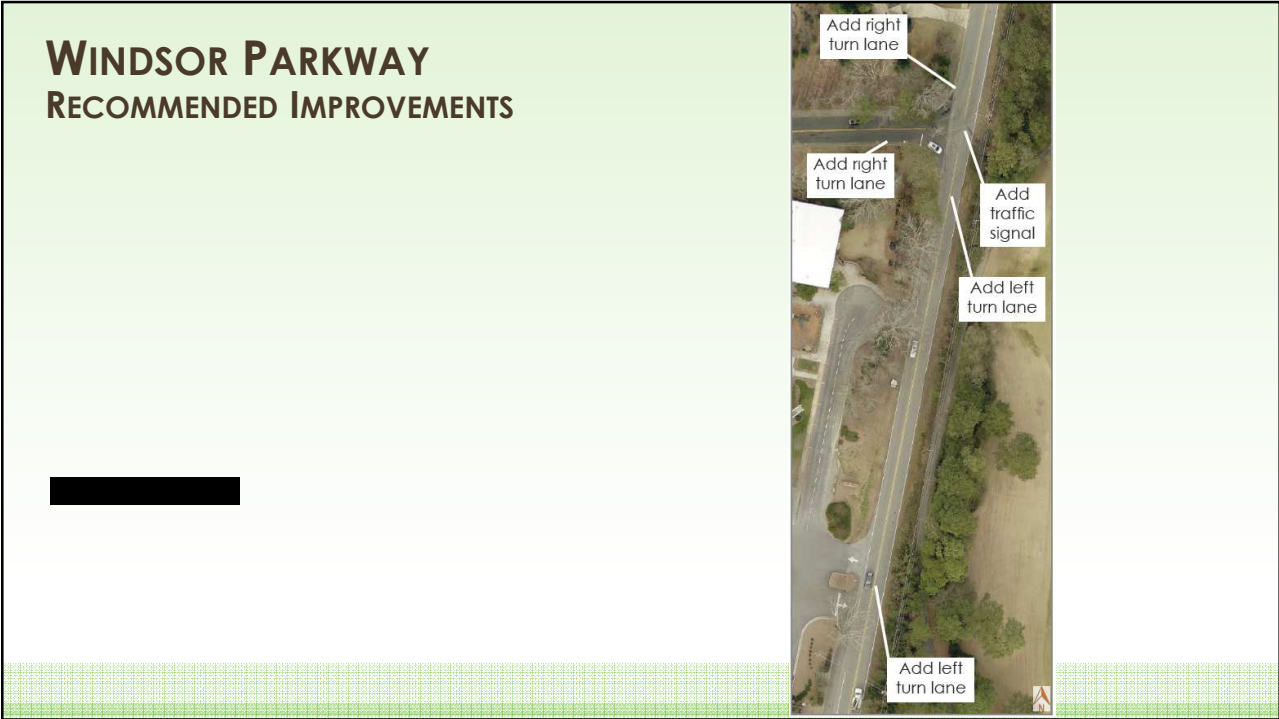 WINDSOR PARKWAY
RECOMMENDED IMPROVEMENTS
Add right
turn lane
Add right
turn lane
Add
traffic
signal
Add left
turn lane
Add left
turn lane
N